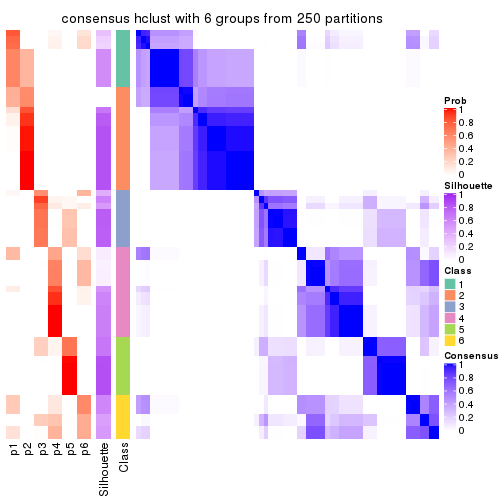 consensus hclust with 6 groups from 250 partitions
Prob
1
0.8
0.6
0.4
0.2
0
Silhouette
1
0.8
0.6
0.4
0.2
0
Class
1
2
3
4
5
6
Consensus
1
0.8
0.6
0.4
0.2
0
p1
p2
p3
p4
p5
p6
Silhouette
Class